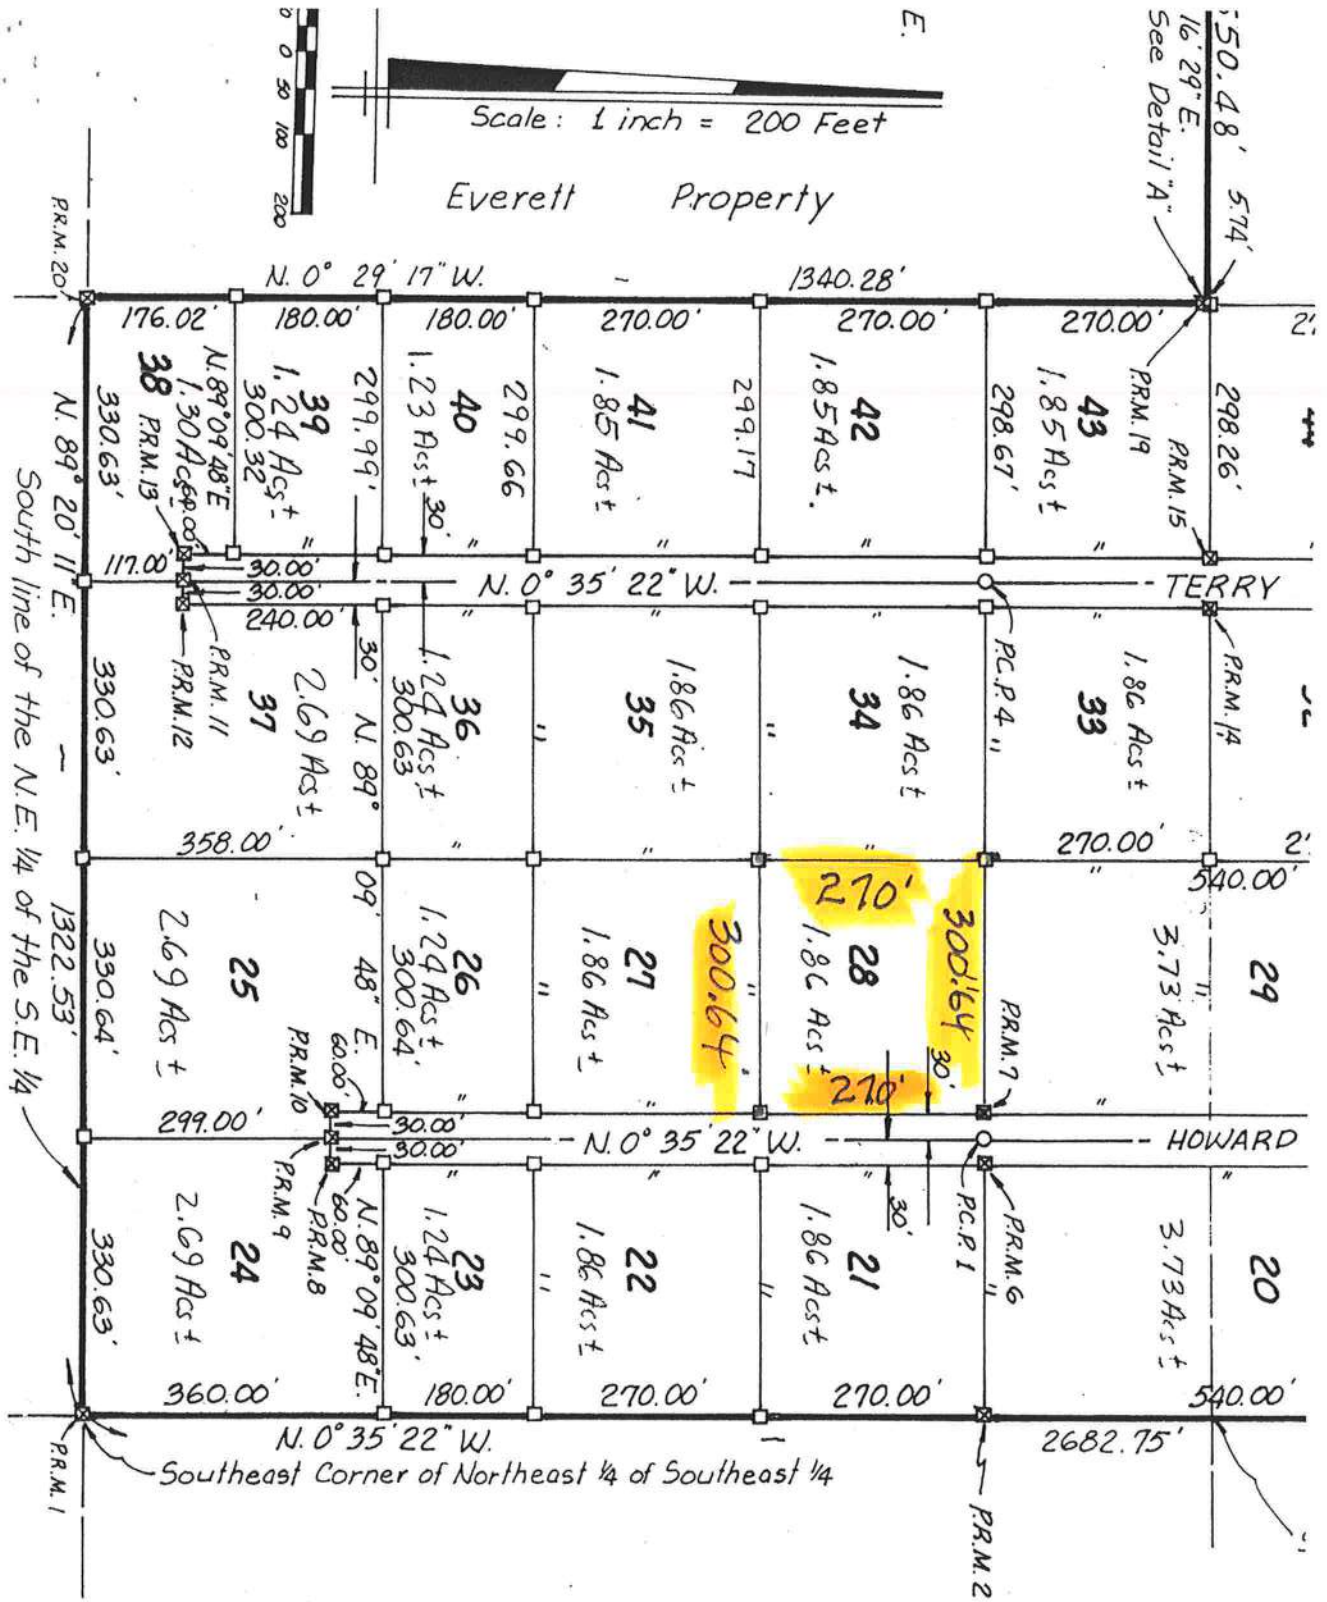 E.
50.48'
16' 29" E.
See Detail "A"
5.74'
0 50 100 200
Scale: 1 inch = 200 Feet
Everett Property
P.R.M. 20
N. 0° 29' 17" W. - 1340.28'
176.02' 180.00' 180.00' 270.00' 270.00' 270.00'
38
1.30 Acs±
330.63'
N. 89° 09' 48" E
60.00'
P.R.M. 13
39
1.24 Acs±
300.32'
299.99'
40
1.23 Acs±
299.66
41
1.85 Acs±
299.17
42
1.85 Acs±.
298.67'
43
1.85 Acs±
298.26'
P.R.M. 19
P.R.M. 15
30'
" " " " "
117.00'
30.00'
30.00'
240.00'
N. 0° 35' 22" W.
TERRY
P.R.M. 11
P.R.M. 12
P.C.P. 4
P.R.M. 14
30'
37
2.69 Acs±
330.63'
36
1.24 Acs±
300.63
35
1.86 Acs±
34
1.86 Acs±
33
1.86 Acs±
" " " " "
358.00'
" " "
270.00'
540.00'
N. 89° 09' 48" E.
25
2.69 Acs±
330.64'
26
1.24 Acs±
300.64'
27
1.86 Acs±
28
1.86 Acs±
270'
300.64
300.64
270'
29
3.73 Acs±
P.R.M. 7
30'
P.R.M. 10
60.00'
299.00'
30.00'
30.00'
N. 0° 35' 22" W.
HOWARD
P.R.M. 9
P.R.M. 8
60.00'
N. 89° 09' 48" E.
30'
P.C.P. 1
P.R.M. 6
24
2.69 Acs±
330.63'
23
1.24 Acs±
300.63'
22
1.86 Acs±
21
1.86 Acs±
20
3.73 Acs±
360.00' 180.00' 270.00' 270.00' 540.00'
N. 0° 35' 22" W. - 2682.75'
Southeast Corner of Northeast 1/4 of Southeast 1/4
P.R.M. 1
P.R.M. 2
N. 89° 20' 11" E. - 1322.53'
South line of the N.E. 1/4 of the S.E. 1/4